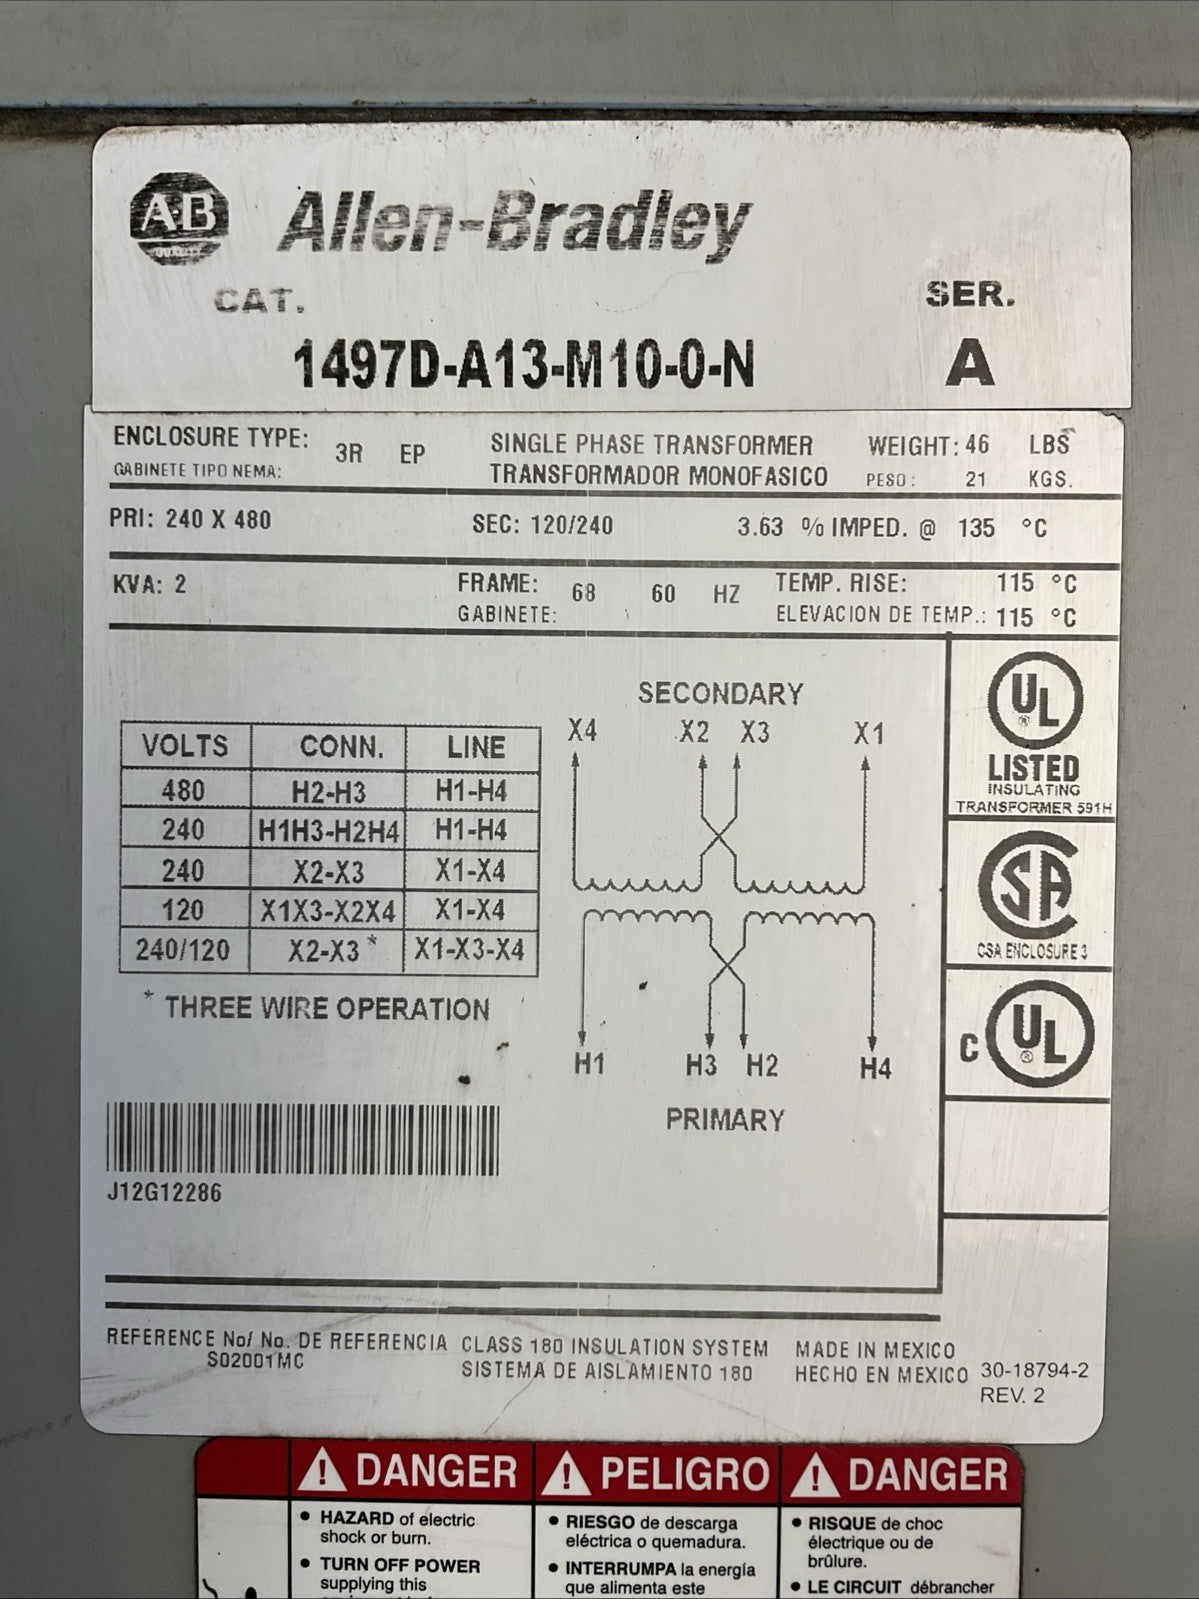 A·B
Allen-Bradley
CAT.
SER.
1497D-A13-M10-0-N
A
ENCLOSURE TYPE: 3R EP
GABINETE TIPO NEMA:
SINGLE PHASE TRANSFORMER
TRANSFORMADOR MONOFASICO
WEIGHT: 46 LBS
PESO: 21 KGS.
PRI: 240 X 480
SEC: 120/240
3.63 % IMPED. @ 135 °C
KVA: 2
FRAME: 68 60 HZ
GABINETE:
TEMP. RISE: 115 °C
ELEVACION DE TEMP.: 115 °C
VOLTS CONN. LINE
480 H2-H3 H1-H4
240 H1H3-H2H4 H1-H4
240 X2-X3 X1-X4
120 X1X3-X2X4 X1-X4
240/120 X2-X3* X1-X3-X4
* THREE WIRE OPERATION
SECONDARY
X4 X2 X3 X1
H1 H3 H2 H4
PRIMARY
UL
®
LISTED
INSULATING
TRANSFORMER 591H
CSA
CSA ENCLOSURE 3
C UL
®
J12G12286
REFERENCE No/ No. DE REFERENCIA
S02001MC
CLASS 180 INSULATION SYSTEM
SISTEMA DE AISLAMIENTO 180
MADE IN MEXICO
HECHO EN MEXICO
30-18794-2
REV. 2
DANGER
• HAZARD of electric
shock or burn.
• TURN OFF POWER
supplying this
PELIGRO
• RIESGO de descarga
eléctrica o quemadura.
• INTERRUMPA la energía
que alimenta este
DANGER
• RISQUE de choc
électrique ou de
brûlure.
• LE CIRCUIT débrancher